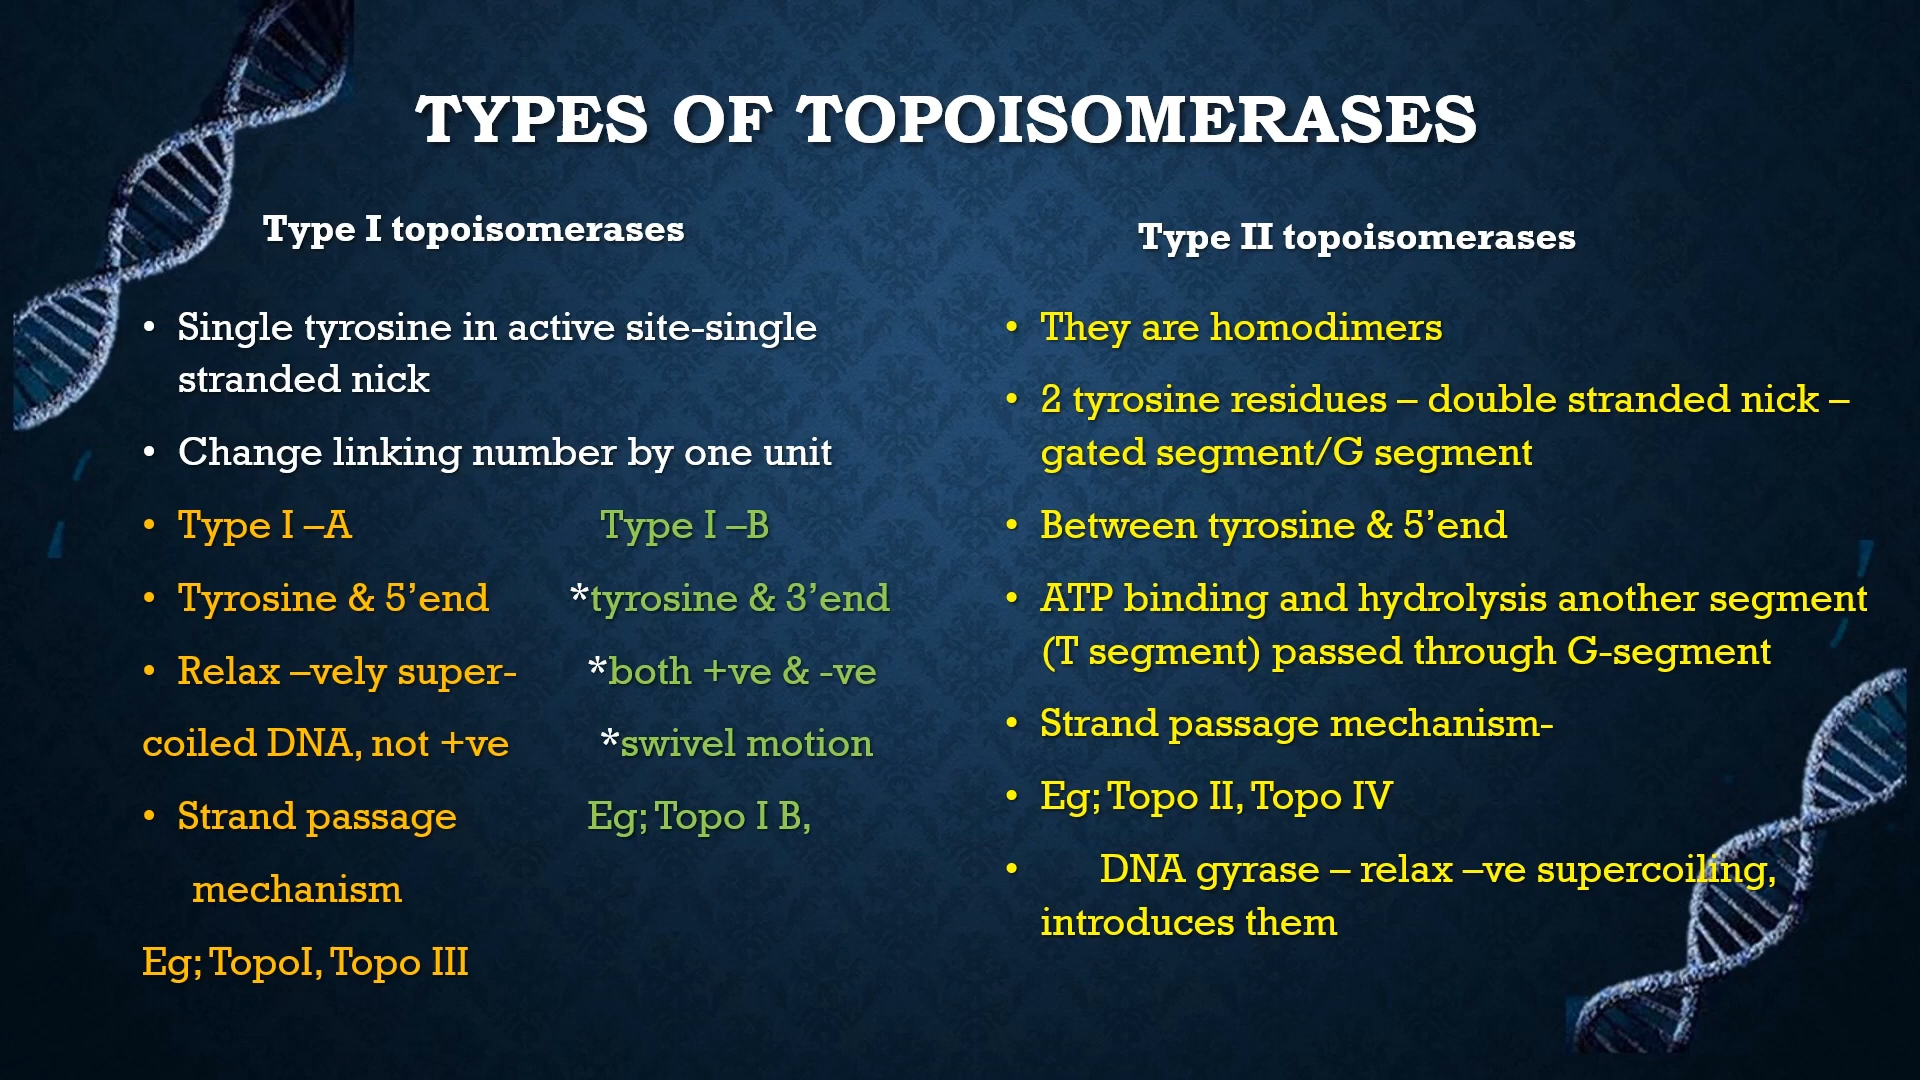 TYPES OF TOPOISOMERASES
Type I topoisomerases
• Single tyrosine in active site-single
stranded nick
• Change linking number by one unit
• Type I –A Type I –B
• Tyrosine & 5’end *tyrosine & 3’end
• Relax –vely super- *both +ve & -ve
coiled DNA, not +ve *swivel motion
• Strand passage Eg; Topo I B,
mechanism
Eg; TopoI, Topo III
Type II topoisomerases
• They are homodimers
• 2 tyrosine residues – double stranded nick –
gated segment/G segment
• Between tyrosine & 5’end
• ATP binding and hydrolysis another segment
(T segment) passed through G-segment
• Strand passage mechanism-
• Eg; Topo II, Topo IV
• DNA gyrase – relax –ve supercoiling,
introduces them